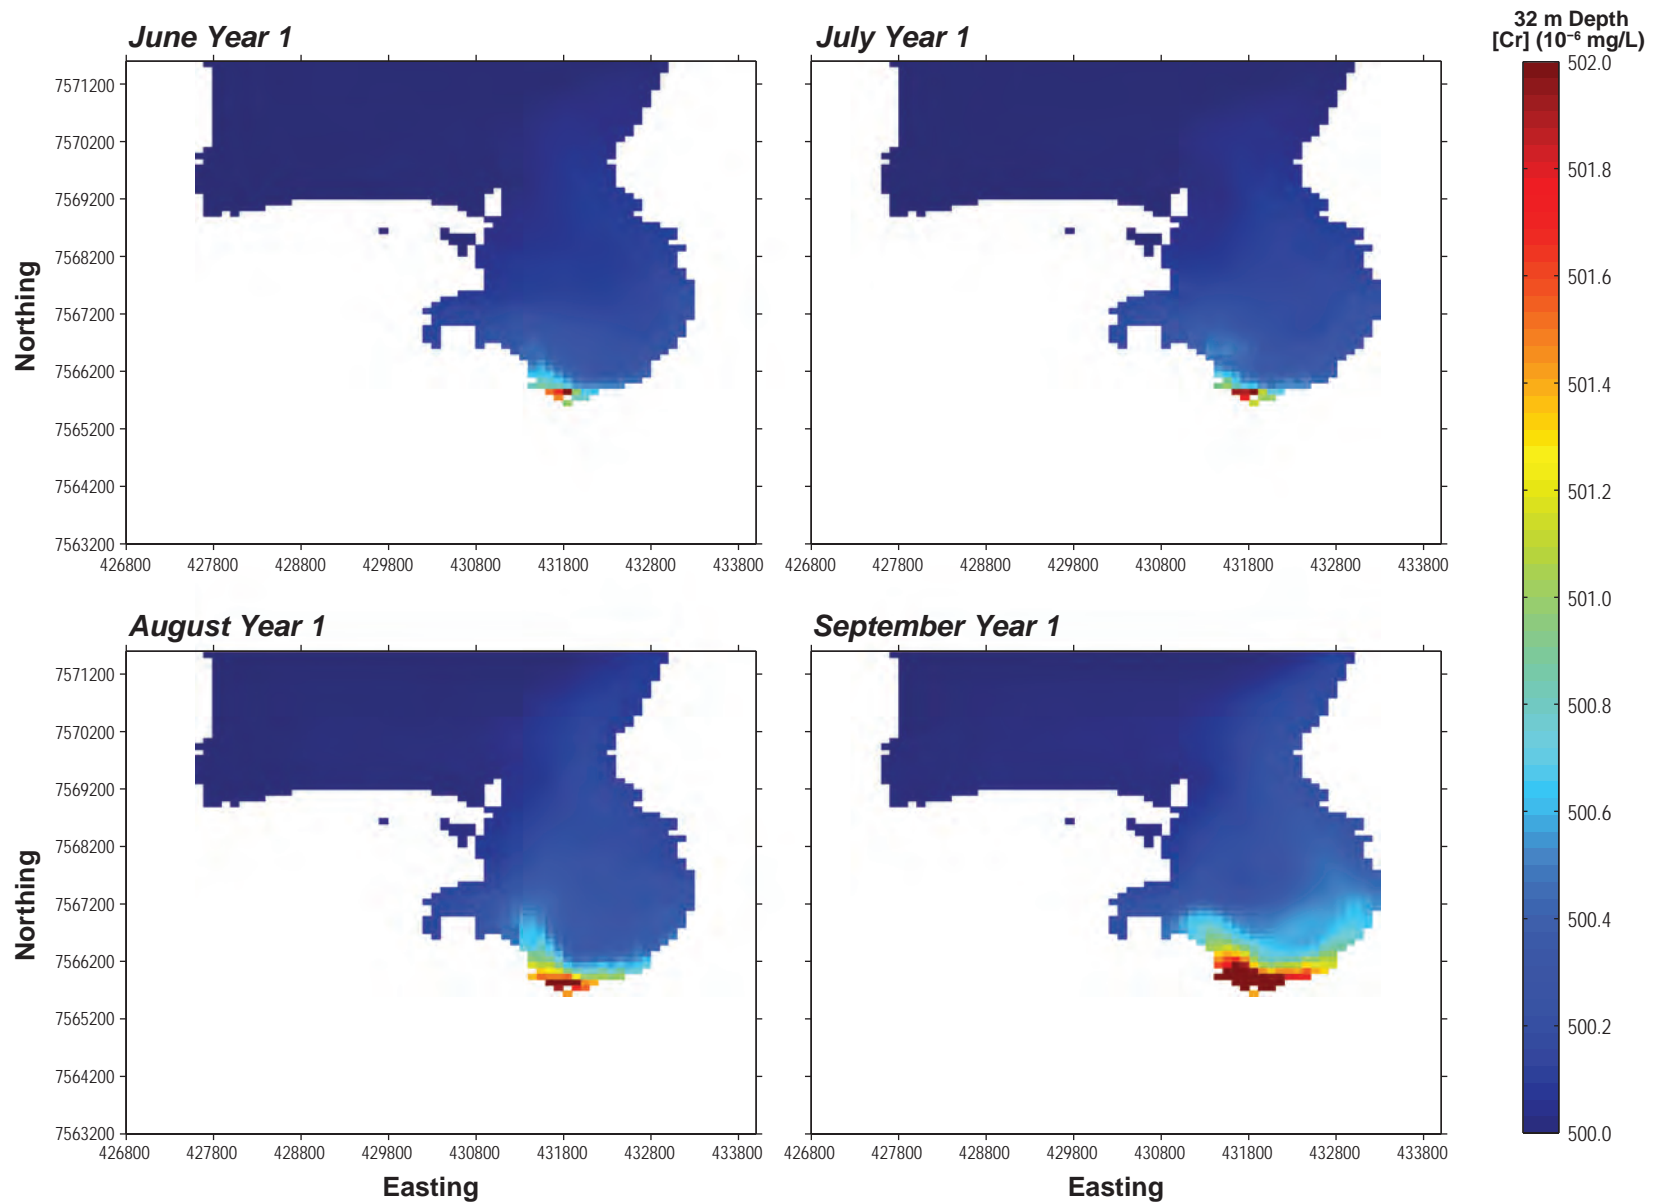 June Year 1
July Year 1
32 m Depth
[Cr] (10⁻⁶ mg/L)
7571200
7570200
7569200
7568200
7567200
7566200
7565200
7564200
7563200
Northing
426800 427800 428800 429800 430800 431800 432800 433800
426800 427800 428800 429800 430800 431800 432800 433800
August Year 1
September Year 1
7571200
7570200
7569200
7568200
7567200
7566200
7565200
7564200
7563200
Northing
426800 427800 428800 429800 430800 431800 432800 433800
426800 427800 428800 429800 430800 431800 432800 433800
Easting
Easting
502.0
501.8
501.6
501.4
501.2
501.0
500.8
500.6
500.4
500.2
500.0